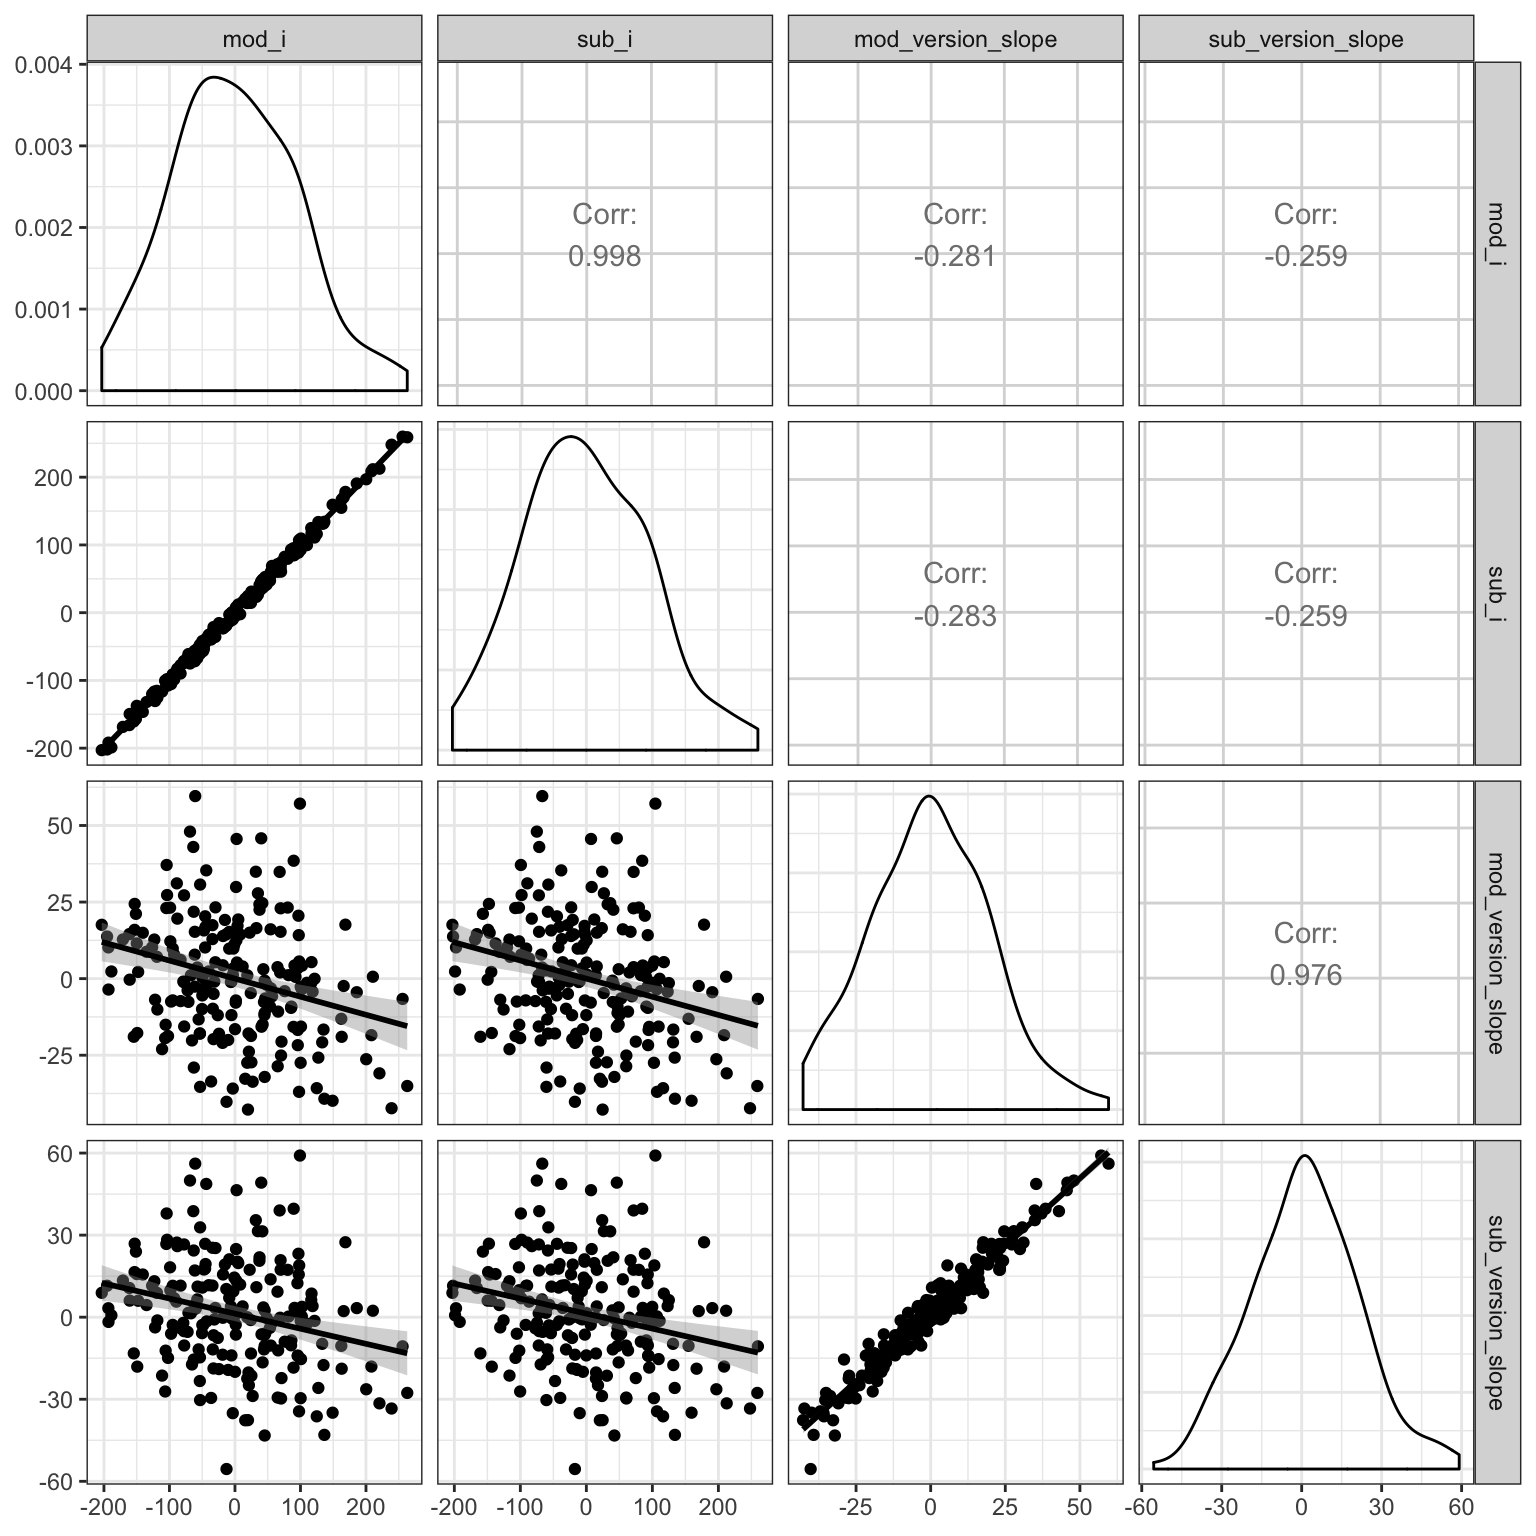 mod_i sub_i mod_version_slope sub_version_slope
0.004
0.003
0.002
0.001
0.000
Corr:
0.998
Corr:
-0.281
Corr:
-0.259
mod_i
200
100
0
-100
-200
Corr:
-0.283
Corr:
-0.259
sub_i
50
25
0
-25
Corr:
0.976
mod_version_slope
60
30
0
-30
-60
sub_version_slope
-200 -100 0 100 200 -200 -100 0 100 200 -25 0 25 50 -60 -30 0 30 60